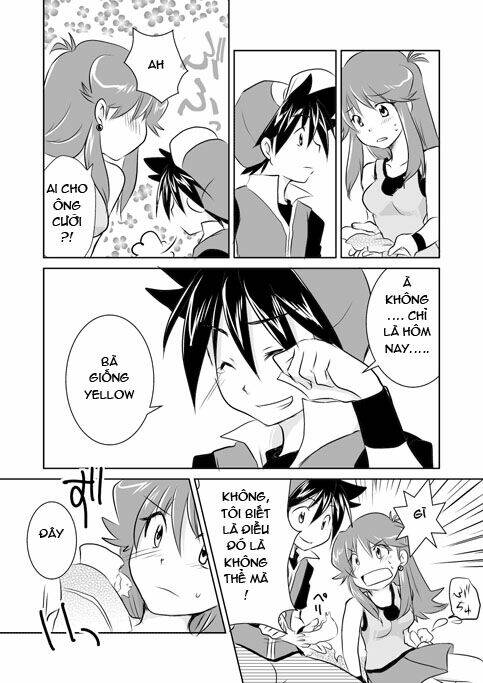 AH
AI CHO
ÔNG
CƯỜI
?!
À
KHÔNG
..... CHỈ
LÀ HÔM
NAY.....
BÀ
GIỐNG
YELLOW
GÌ
KHÔNG,
TÔI BIẾT
LÀ ĐIỀU
ĐÓ LÀ
KHÔNG
THỂ MÀ
!
ĐÂY